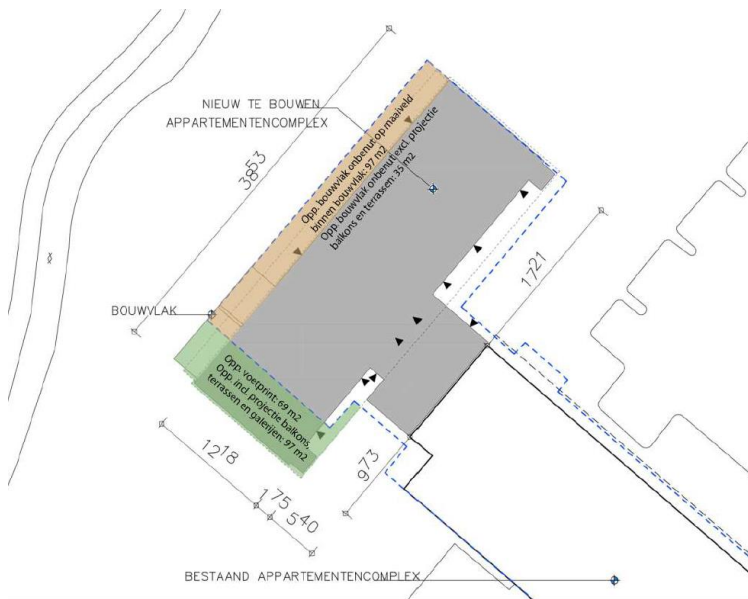 NIEUW TE BOUWEN
APPARTEMENTENCOMPLEX
3853
Opp. bouwvlak onbenut op maaiveld
binnen bouwvlak: 97 m2
Opp bouwvlak onbenut excl. projectie
balkons en terrassen: 35 m2
1721
BOUWVLAK
Opp. voetprint: 69 m2
Opp. incl. projectie balkons,
terrassen en galerijen: 97 m2
1218
175
540
973
BESTAAND APPARTEMENTENCOMPLEX